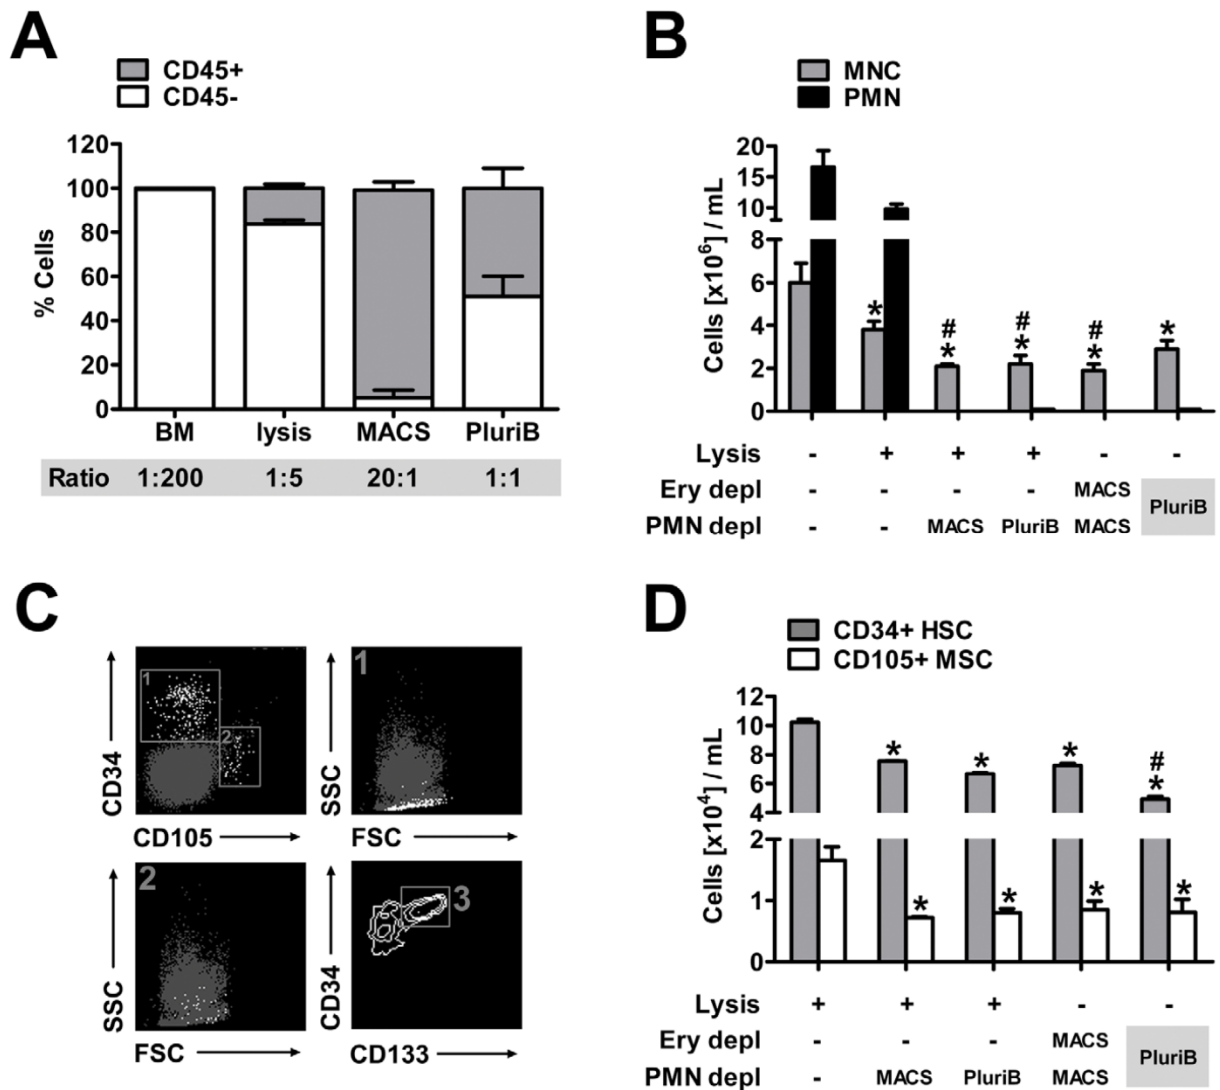 A
CD45+
CD45-
120
100
80
60
40
20
0
% Cells
BM lysis MACS PluriB
Ratio 1:200 1:5 20:1 1:1
B
MNC
PMN
20
15
10
8
6
4
2
0
Cells [x10⁶] / mL
* # * # * # * *
Lysis - + + + - -
Ery depl - - - - MACS PluriB
PMN depl - - MACS PluriB MACS
C
CD34
CD105
1
2
1
SSC
FSC
2
SSC
FSC
3
CD34
CD133
D
CD34+ HSC
CD105+ MSC
12
10
8
6
4
2
1
0
Cells [x10⁴] / mL
* * * # *
* * * *
Lysis + + + - -
Ery depl - - - MACS PluriB
PMN depl - MACS PluriB MACS